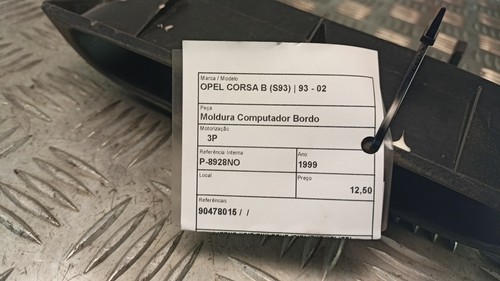 Marca / Modelo
OPEL CORSA B (S93) | 93 - 02
Peça
Moldura Computador Bordo
Motorização
3P
Referência Interna Ano
P-8928NO 1999
Local Preço
12,50
Referências
90478015 / /